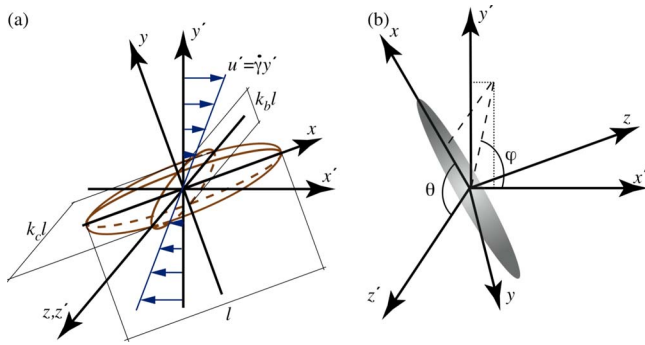 (a)
y
y´
u´=γ̇y´
k_b l
x
x´
k_c l
z,z´
l
(b)
x
y´
z
φ
x´
θ
z´
y